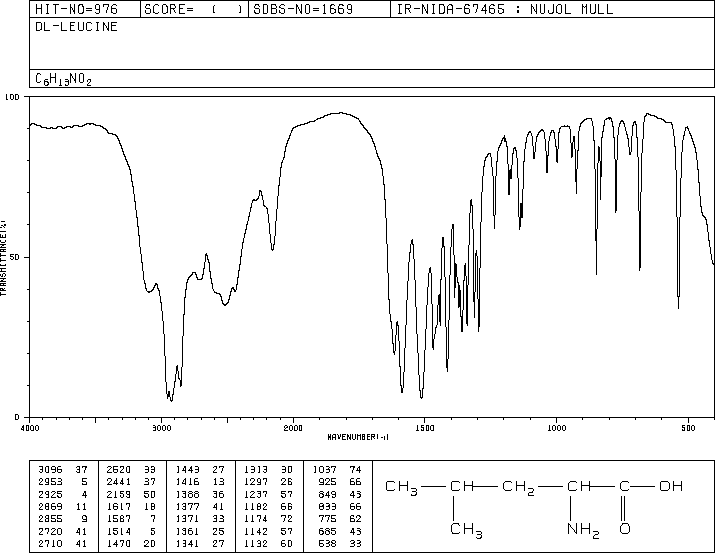 HIT-NO=976 SCORE= ( ) SDBS-NO=1669 IR-NIDA-67465 : NUJOL MULL
DL-LEUCINE
C6H13NO2
100
50
0
TRANSMITTANCE(%)
4000 3000 2000 1500 1000 500
WAVENUMBER(-1)
3096 37 2520 33 1443 27 1313 30 1037 74
2953 5 2441 37 1416 13 1297 26 925 66
2925 4 2159 50 1388 36 1237 57 849 43
2869 11 1617 18 1377 41 1182 66 833 66
2855 9 1587 7 1371 33 1174 72 775 62
2720 41 1514 5 1361 25 1142 57 685 43
2710 41 1470 20 1341 27 1132 60 538 33
CH3 CH CH2 CH C OH
CH3 NH2 O